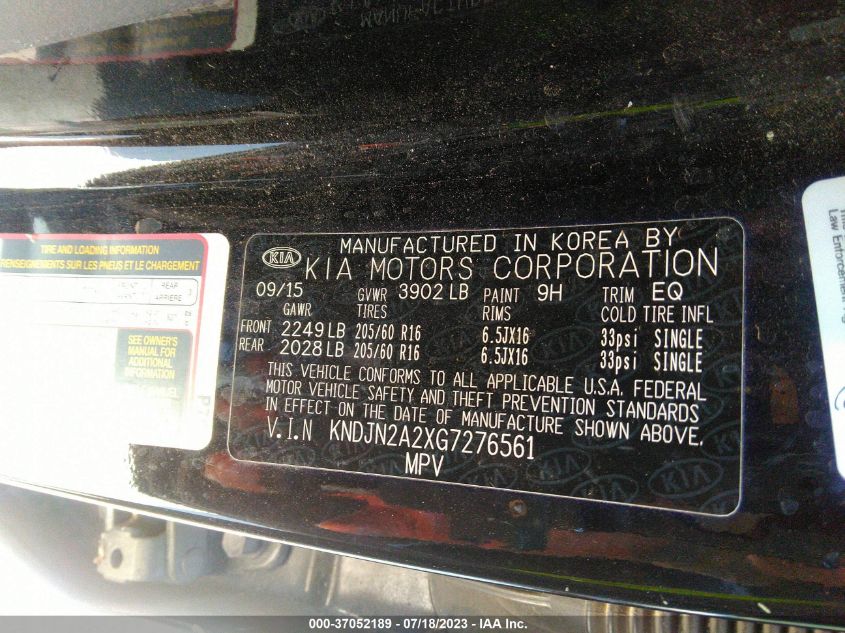 TIRE AND LOADING INFORMATION
RENSEIGNEMENTS SUR LES PNEUS ET LE CHARGEMENT
SEE OWNER'S
MANUAL FOR
ADDITIONAL
INFORMATION
Law Enforcement
MANUFACTURED IN KOREA BY
KIA KIA MOTORS CORPORATION
09/15 GVWR 3902 LB PAINT 9H TRIM EQ
GAWR TIRES RIMS COLD TIRE INFL
FRONT 2249 LB 205/60 R16 6.5JX16 33psi SINGLE
REAR 2028 LB 205/60 R16 6.5JX16 33psi SINGLE
THIS VEHICLE CONFORMS TO ALL APPLICABLE U.S.A. FEDERAL
MOTOR VEHICLE SAFETY AND THEFT PREVENTION STANDARDS
IN EFFECT ON THE DATE OF MANUFACTURE SHOWN ABOVE.
V.I.N KNDJN2A2XG7276561
MPV
000-37052189 - 07/18/2023 - IAA Inc.